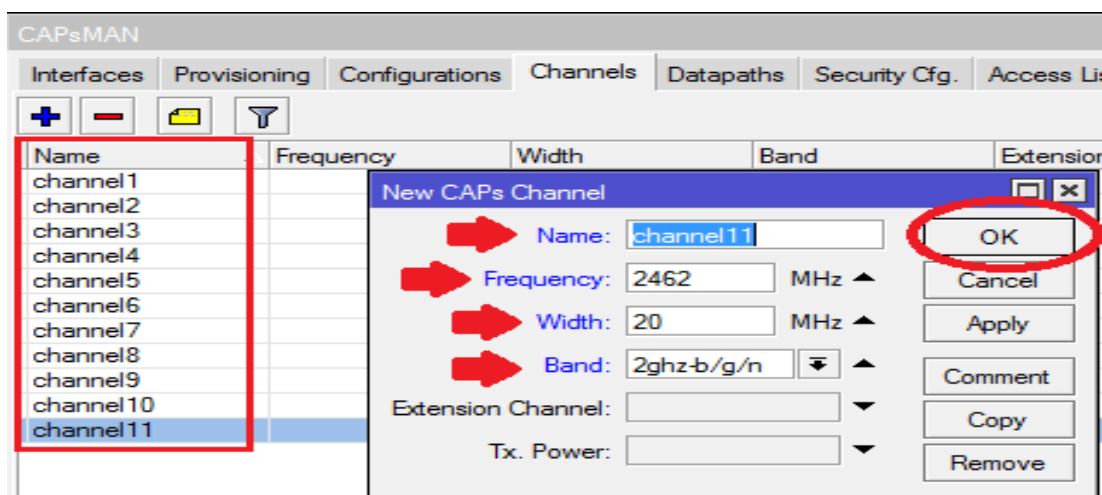 CAPsMAN
Interfaces Provisioning Configurations Channels Datapaths Security Cfg. Access Li
Name Frequency Width Band Extension
channel1
channel2
channel3
channel4
channel5
channel6
channel7
channel8
channel9
channel10
channel11
New CAPs Channel
Name: channel11
Frequency: 2462 MHz
Width: 20 MHz
Band: 2ghz-b/g/n
Extension Channel:
Tx. Power:
OK
Cancel
Apply
Comment
Copy
Remove